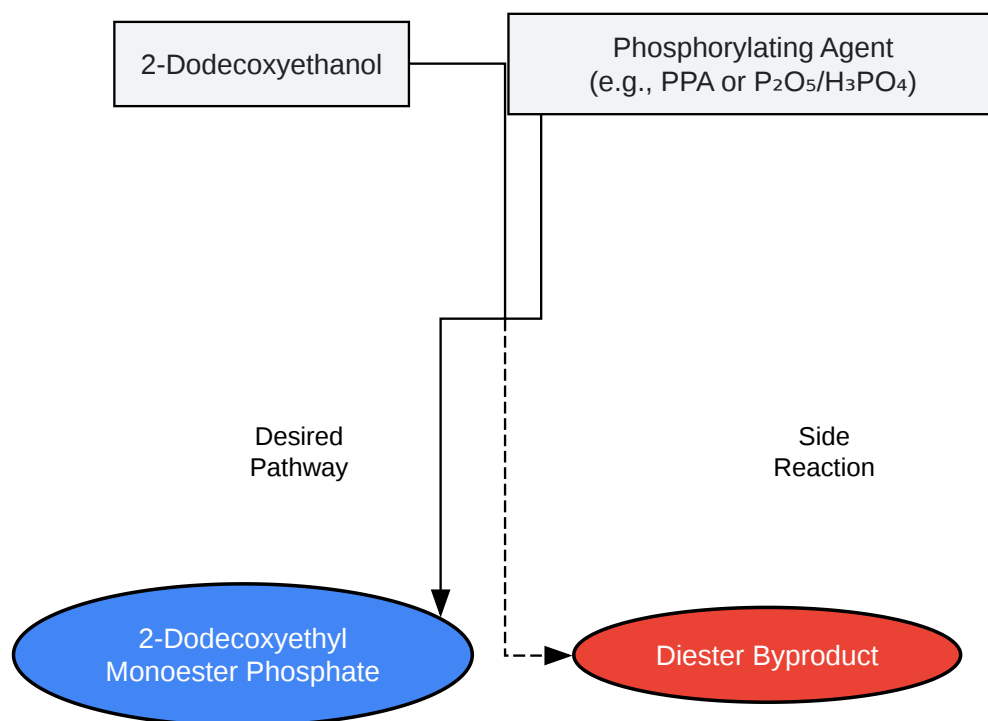 2-Dodecoxyethanol
Phosphorylating Agent
(e.g., PPA or P₂O₅/H₃PO₄)
Desired
Pathway
Side
Reaction
2-Dodecoxyethyl
Monoester Phosphate
Diester Byproduct